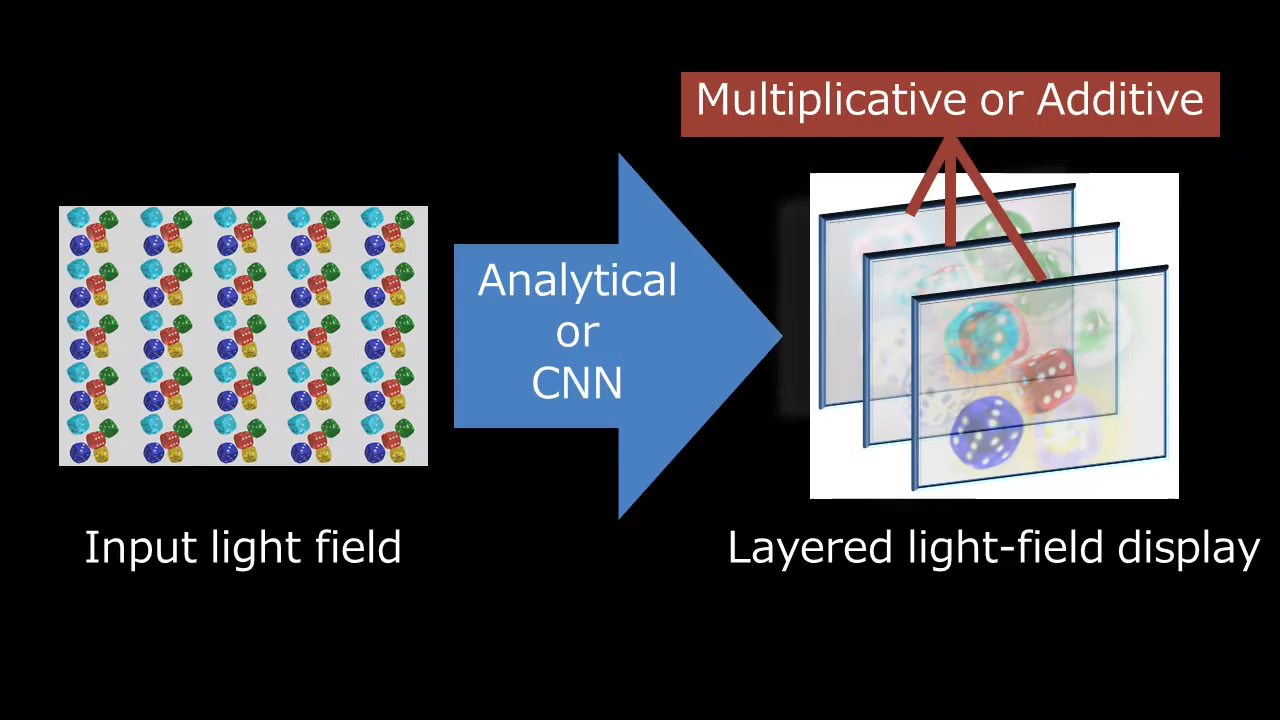 Multiplicative or Additive
Analytical
or
CNN
Input light field
Layered light-field display